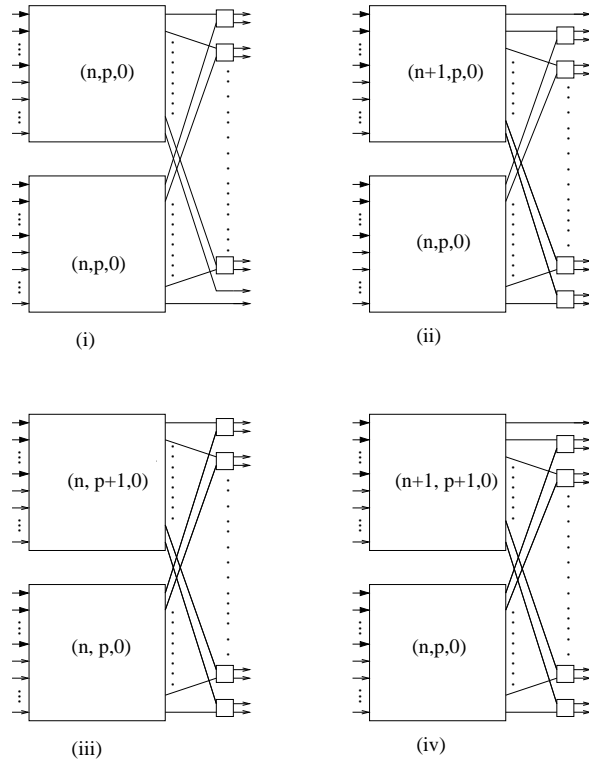 (n,p,0)
(n,p,0)
(i)
(n+1,p,0)
(n,p,0)
(ii)
(n, p+1,0)
(n, p,0)
(iii)
(n+1, p+1,0)
(n,p,0)
(iv)